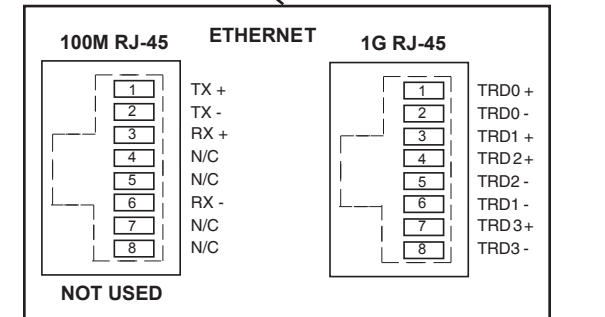 ETHERNET
100M RJ-45
1 TX +
2 TX -
3 RX +
4 N/C
5 N/C
6 RX -
7 N/C
8 N/C
NOT USED
1G RJ-45
1 TRD0 +
2 TRD0 -
3 TRD1 +
4 TRD2+
5 TRD2 -
6 TRD1 -
7 TRD3+
8 TRD3 -